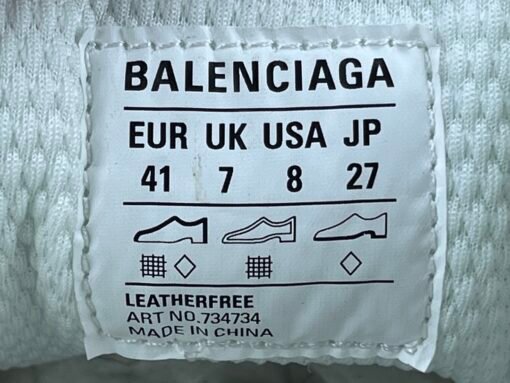 BALENCIAGA
EUR UK USA JP
41 7 8 27
LEATHERFREE
ART NO.734734
MADE IN CHINA